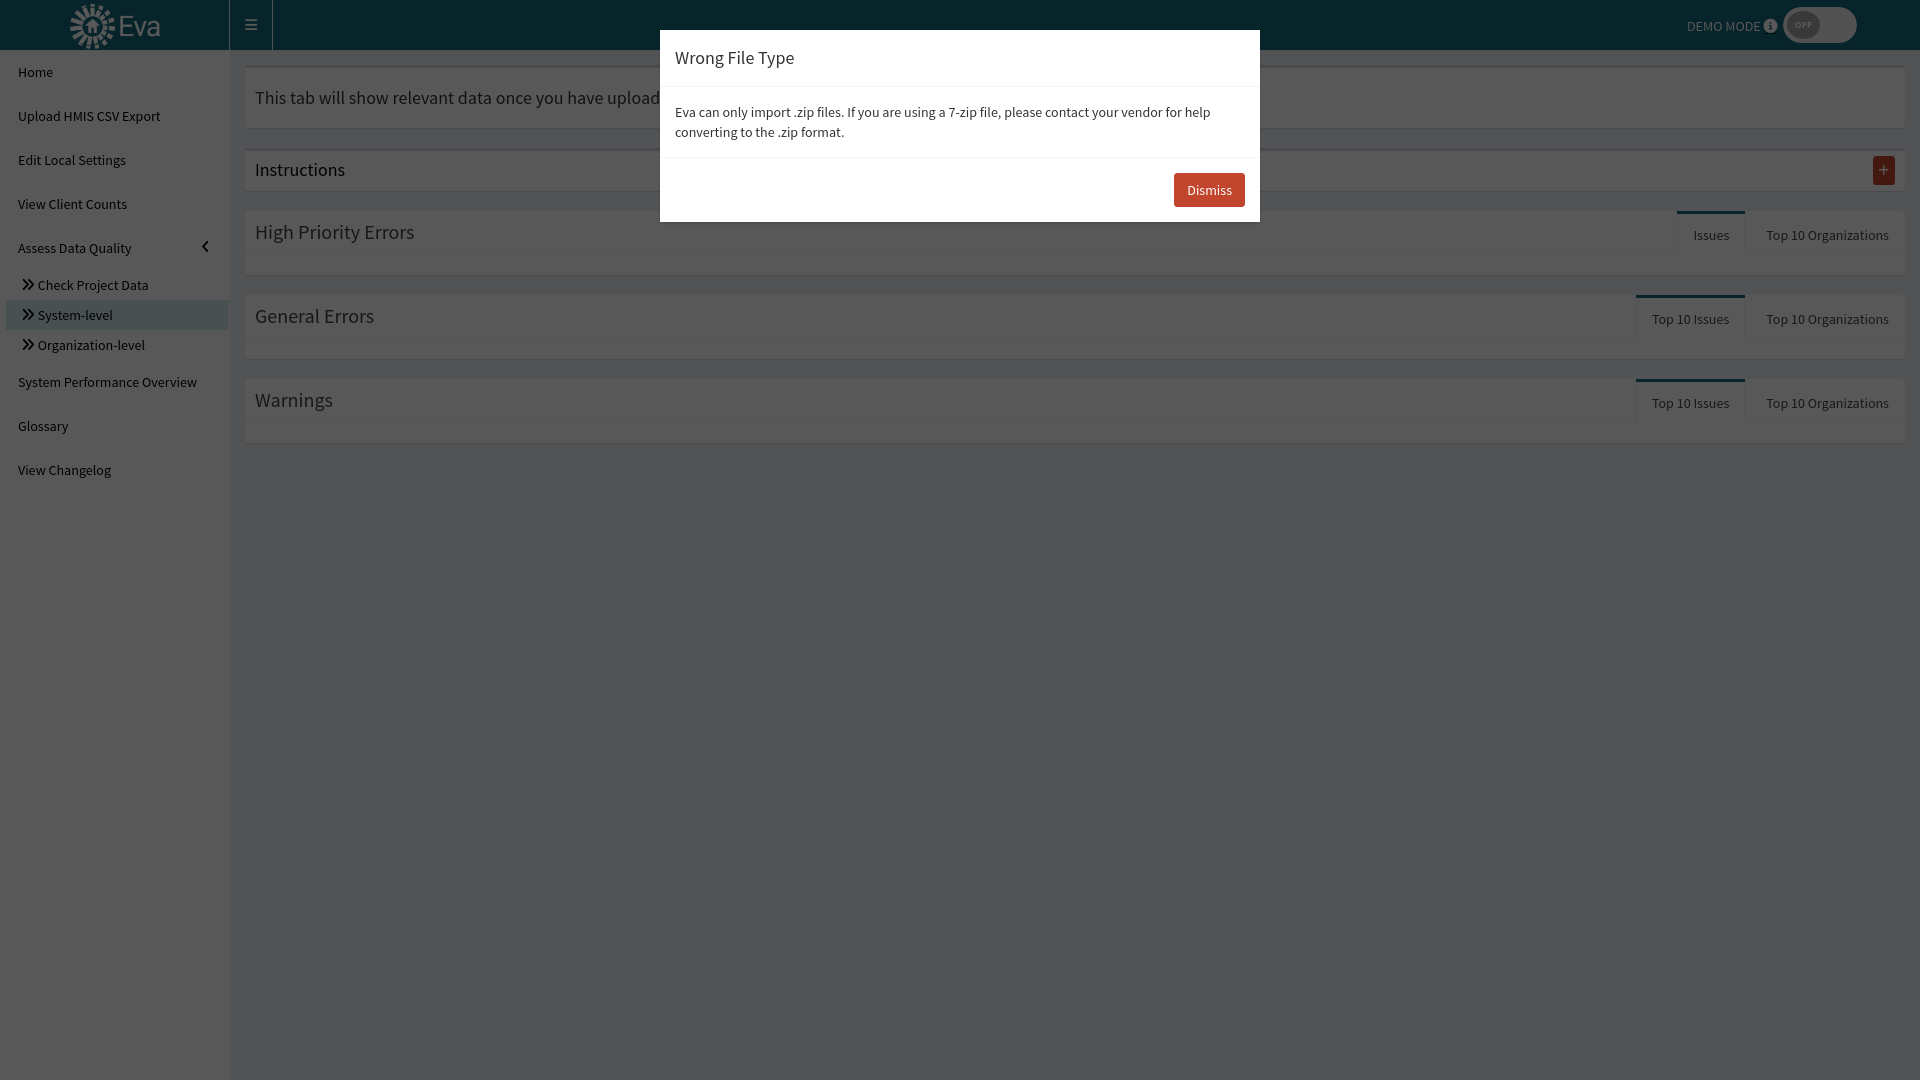 Eva
DEMO MODE
OFF
Wrong File Type
Eva can only import .zip files. If you are using a 7-zip file, please contact your vendor for help
converting to the .zip format.
Dismiss
Home
Upload HMIS CSV Export
Edit Local Settings
View Client Counts
Assess Data Quality
Check Project Data
System-level
Organization-level
System Performance Overview
Glossary
View Changelog
This tab will show relevant data once you have upload
Instructions
+
High Priority Errors
Issues
Top 10 Organizations
General Errors
Top 10 Issues
Top 10 Organizations
Warnings
Top 10 Issues
Top 10 Organizations